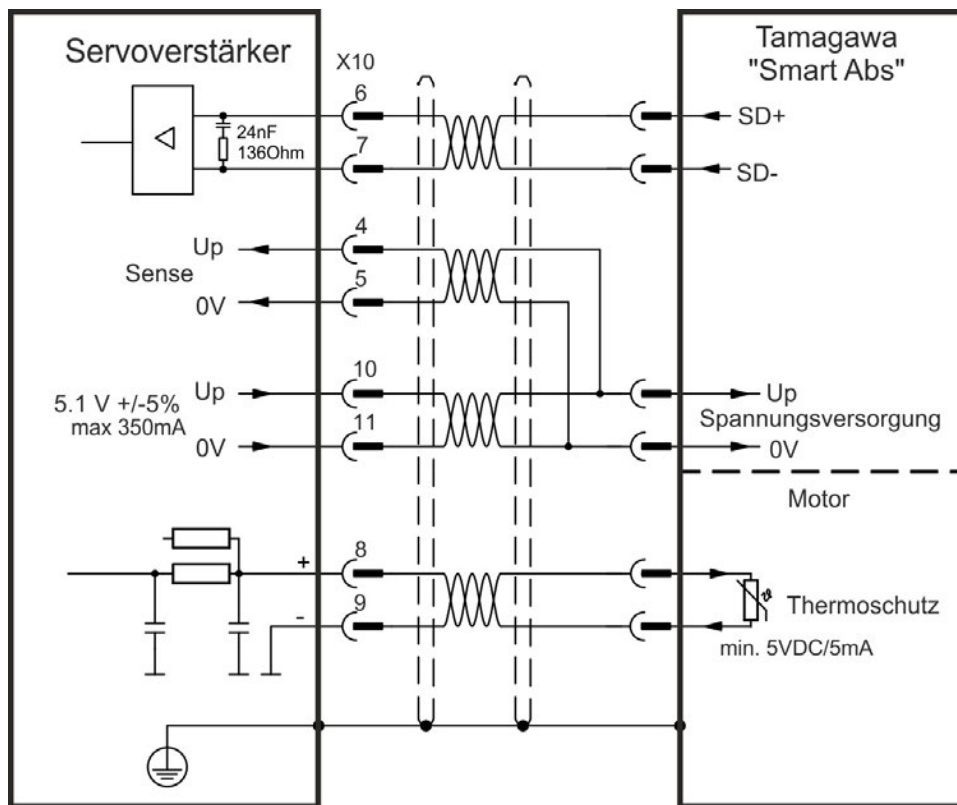 Servoverstärker
X10
Tamagawa
"Smart Abs"
6
24nF
136Ohm
7
SD+
SD-
Up
4
Sense
5
0V
5.1 V +/-5%
max 350mA
Up
10
0V
11
Up
Spannungsversorgung
0V
Motor
+
8
-
9
ϑ
Thermoschutz
min. 5VDC/5mA